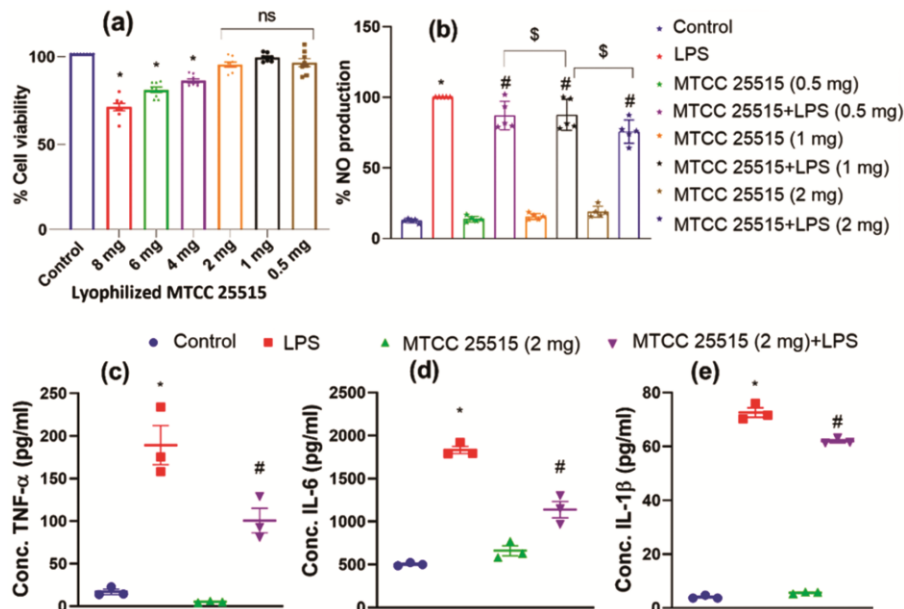 (a)
ns
% Cell viability
100
50
0
* * *
Control
8 mg
6 mg
4 mg
2 mg
1 mg
0.5 mg
Lyophilized MTCC 25515
(b)
% NO production
150
100
50
0
*
#
#
#
$
$
Control
LPS
MTCC 25515 (0.5 mg)
MTCC 25515+LPS (0.5 mg)
MTCC 25515 (1 mg)
MTCC 25515+LPS (1 mg)
MTCC 25515 (2 mg)
MTCC 25515+LPS (2 mg)
Control LPS MTCC 25515 (2 mg) MTCC 25515 (2 mg)+LPS
(c)
Conc. TNF-α (pg/ml)
250
200
150
100
50
0
*
#
(d)
Conc. IL-6 (pg/ml)
2500
2000
1500
1000
500
0
*
#
(e)
Conc. IL-1β (pg/ml)
80
60
40
20
0
*
#